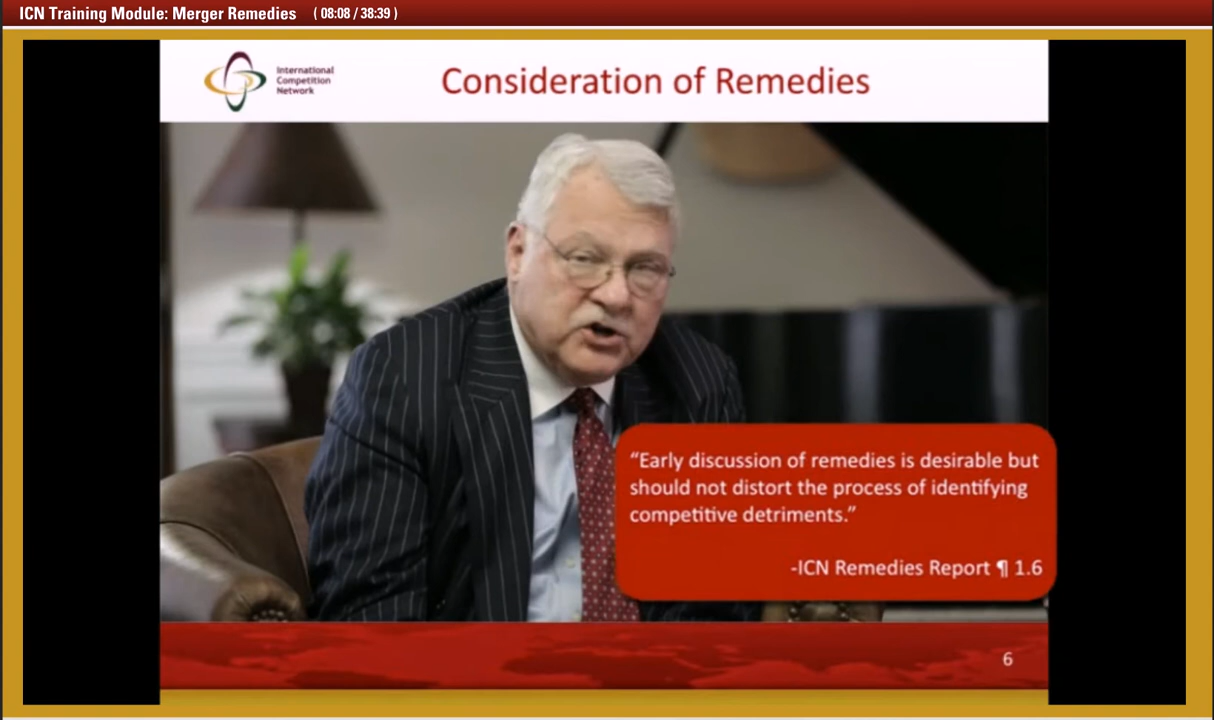 ICN Training Module: Merger Remedies ( 08:08 / 38:39 )
International
Competition
Network
Consideration of Remedies
“Early discussion of remedies is desirable but
should not distort the process of identifying
competitive detriments.”
-ICN Remedies Report ¶ 1.6
6